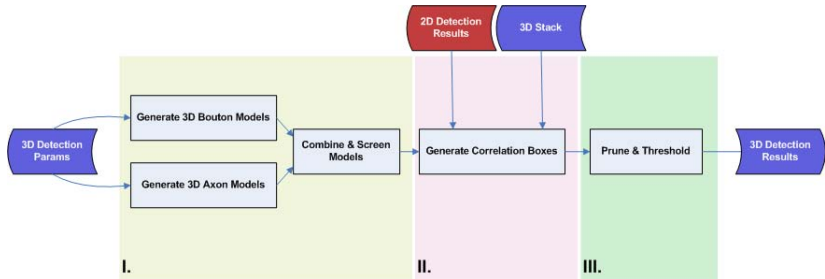 2D Detection
Results
3D Stack
Generate 3D Bouton Models
3D Detection
Params
Combine & Screen
Models
Generate Correlation Boxes
Prune & Threshold
3D Detection
Results
Generate 3D Axon Models
I.
II.
III.